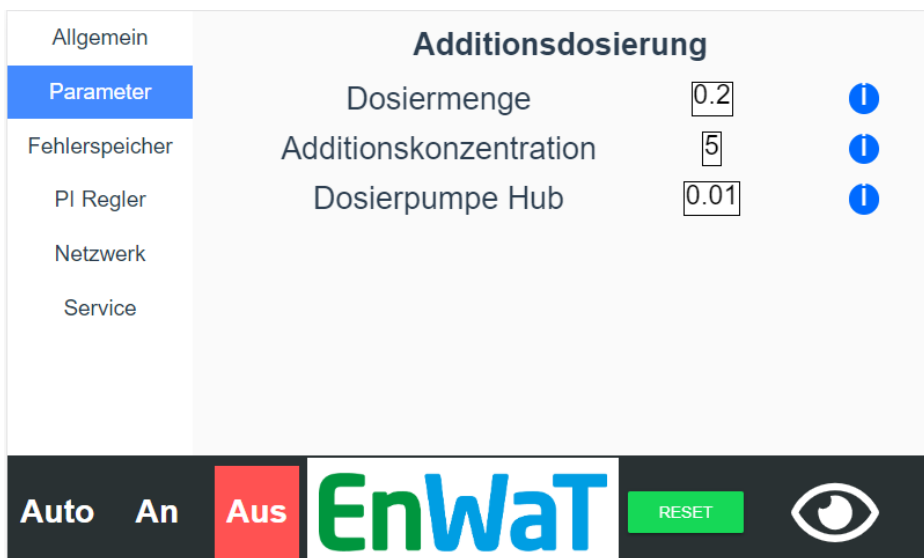 Allgemein
Parameter
Fehlerspeicher
PI Regler
Netzwerk
Service
Additionsdosierung
Dosiermenge 0.2 i
Additionskonzentration 5 i
Dosierpumpe Hub 0.01 i
Auto An Aus EnWaT RESET